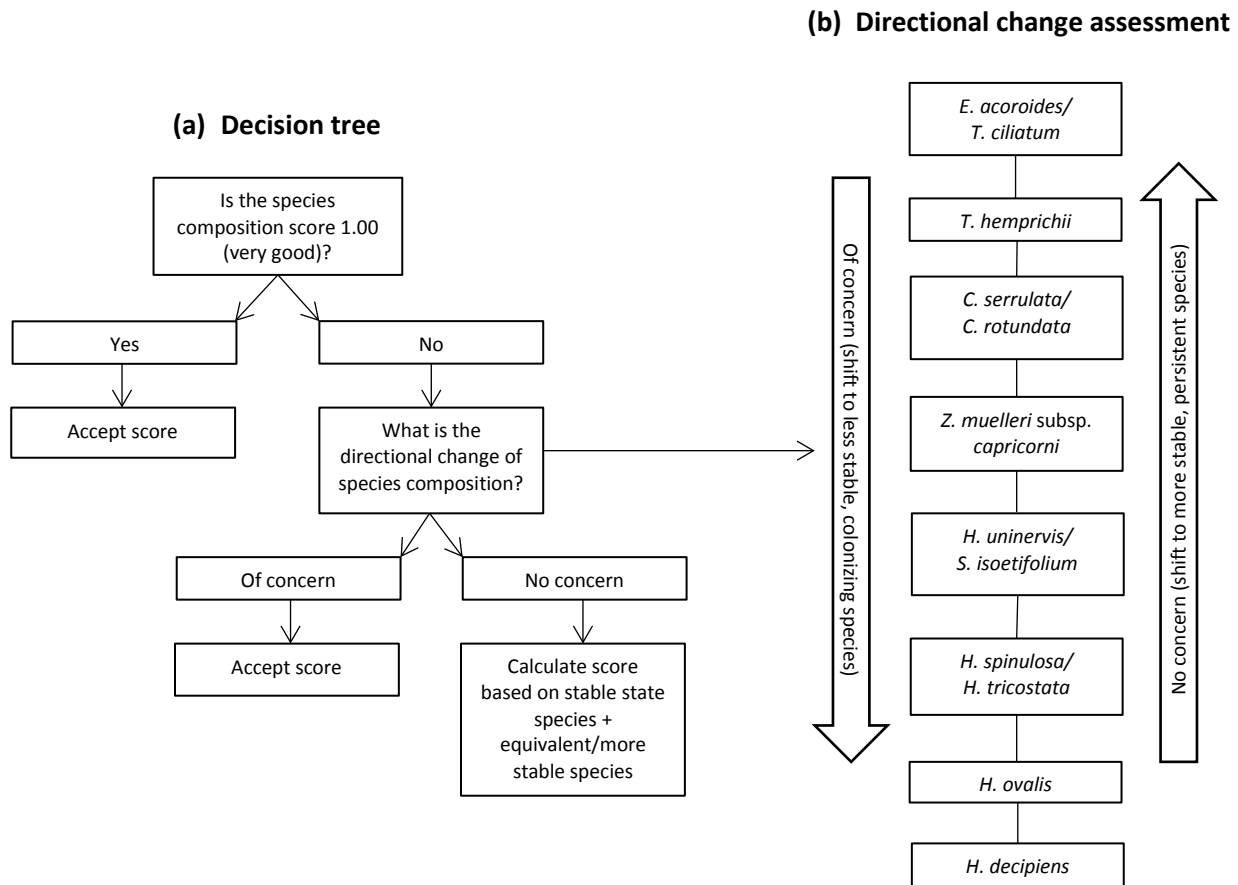 (b) Directional change assessment
(a) Decision tree
Is the species
composition score 1.00
(very good)?
Yes
No
Accept score
What is the
directional change of
species composition?
Of concern
No concern
Accept score
Calculate score
based on stable state
species +
equivalent/more
stable species
Of concern (shift to less stable, colonizing species)
E. acoroides/
T. ciliatum
T. hemprichii
C. serrulata/
C. rotundata
Z. muelleri subsp.
capricorni
H. uninervis/
S. isoetifolium
H. spinulosa/
H. tricostata
H. ovalis
H. decipiens
No concern (shift to more stable, persistent species)